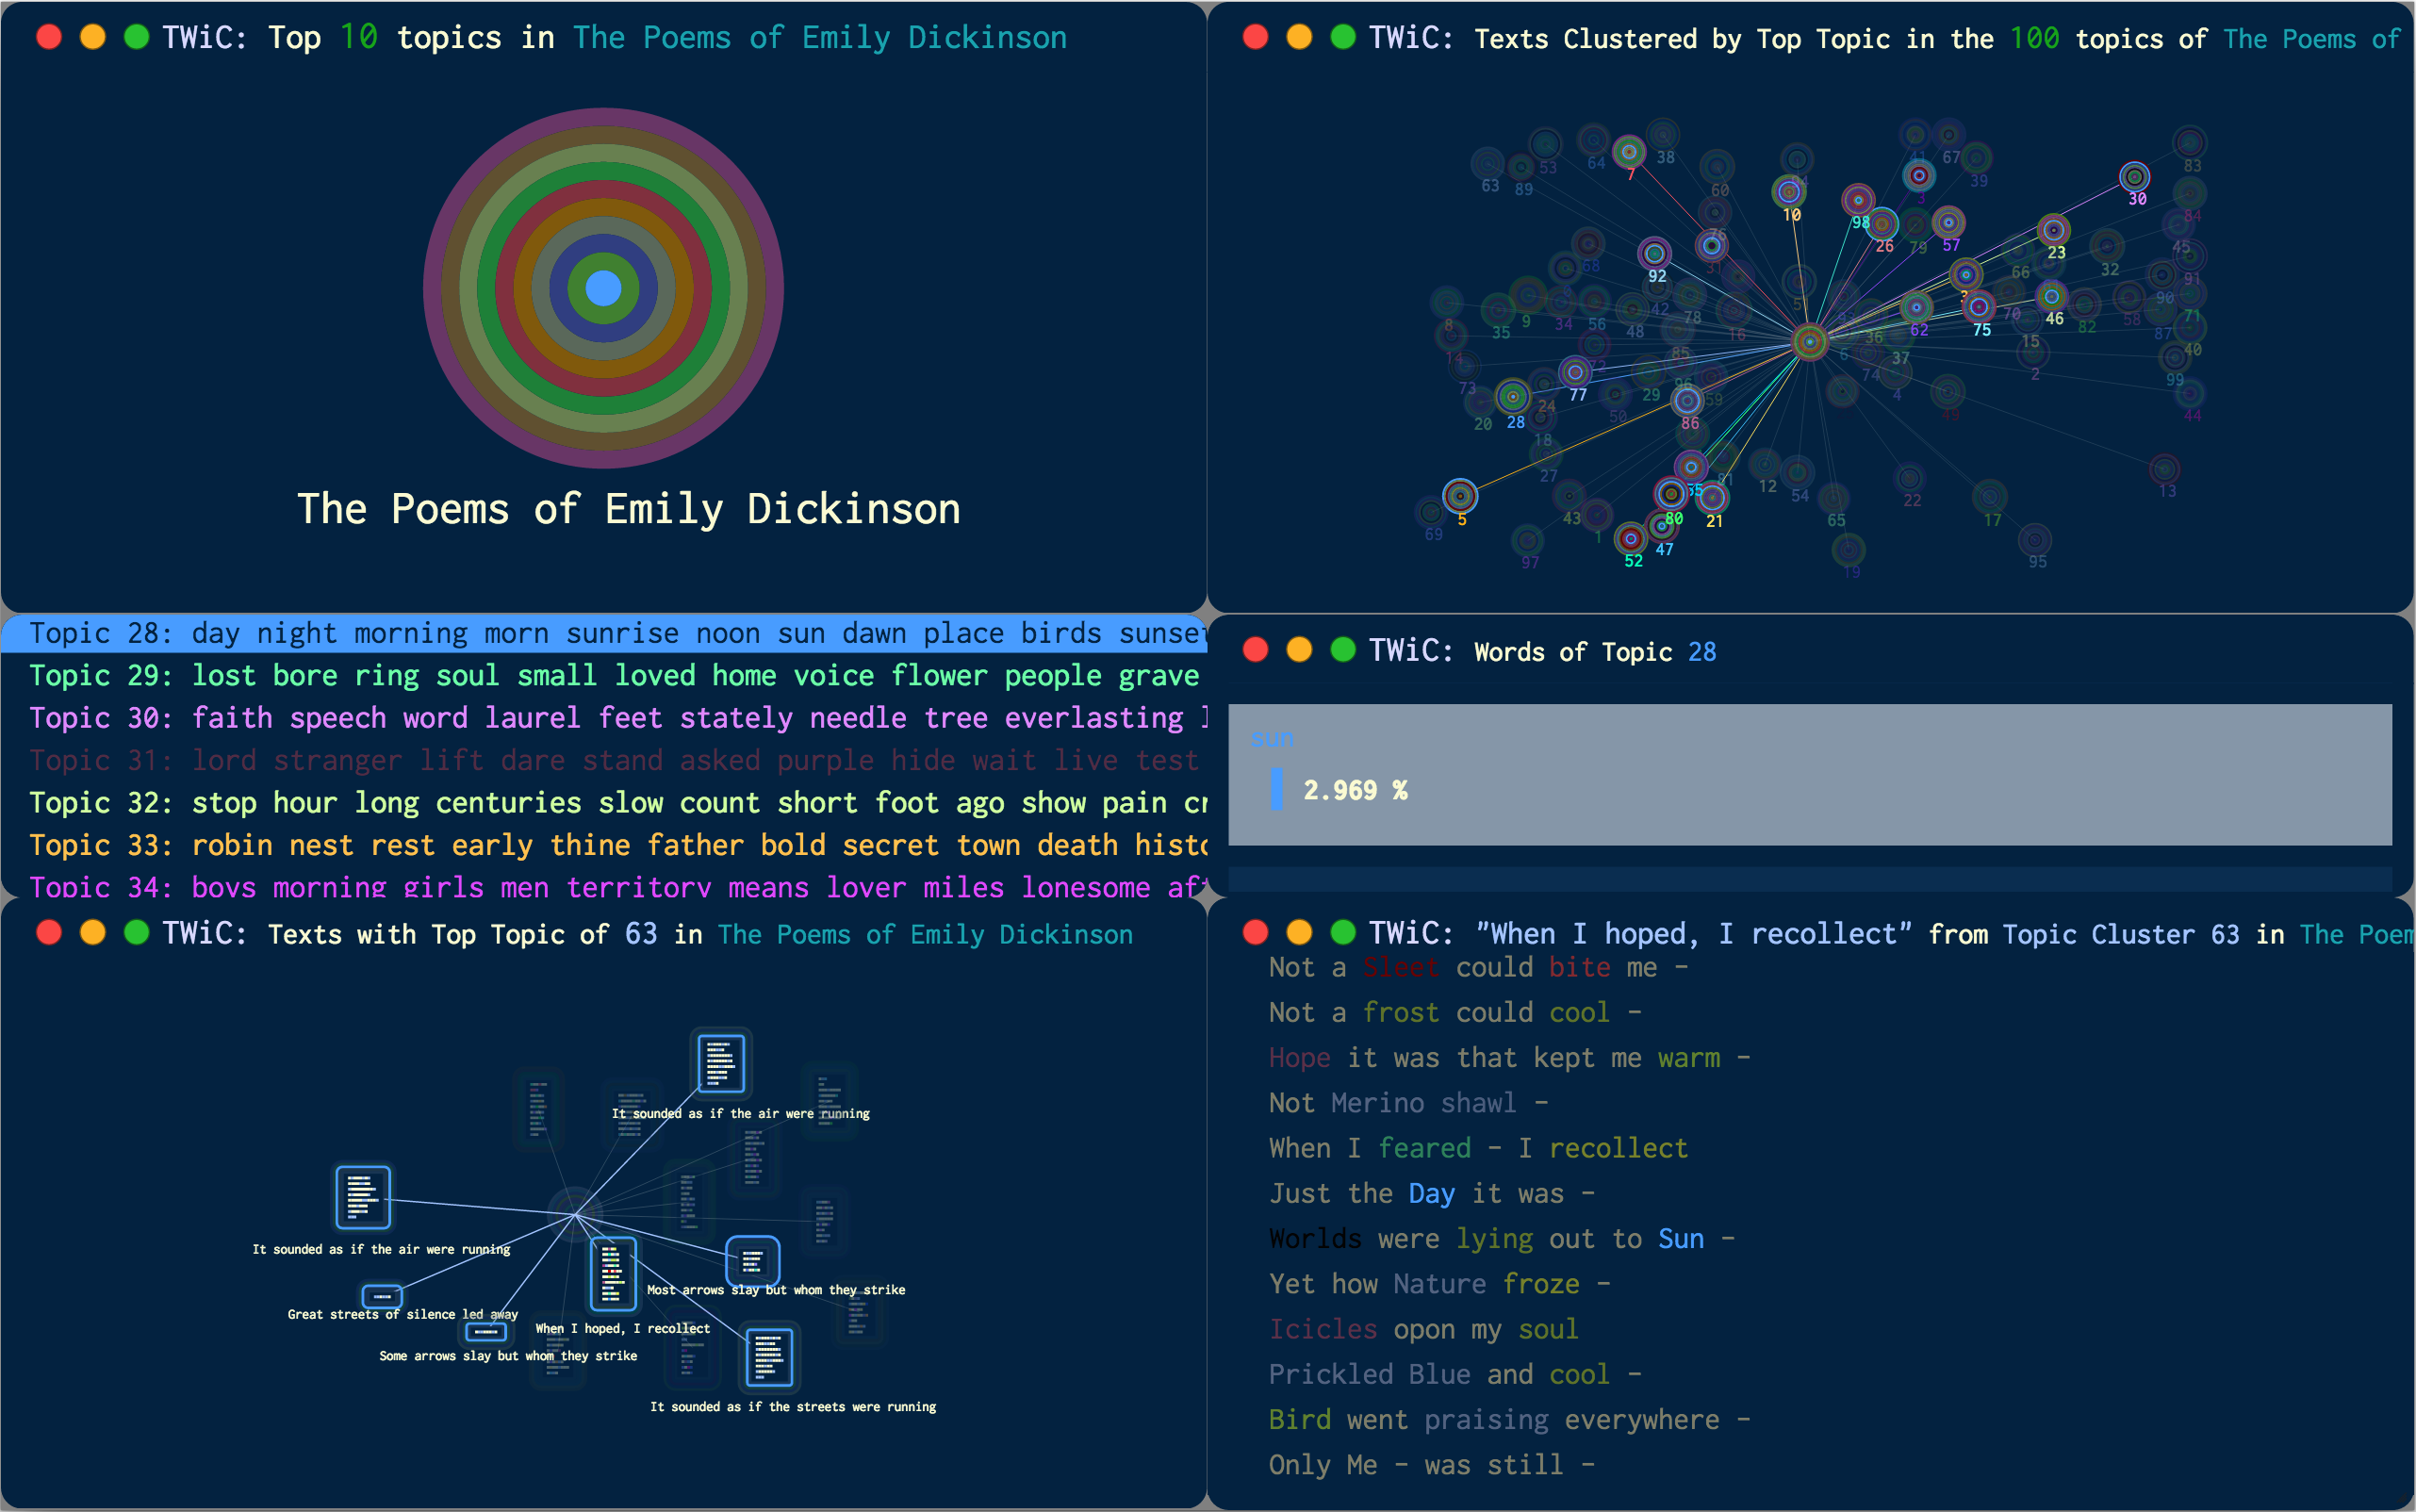 TWiC: Top 10 topics in The Poems of Emily Dickinson
The Poems of Emily Dickinson
TWiC: Texts Clustered by Top Topic in the 100 topics of The Poems of
38
64
53
63
89
7
60
10
67
39
83
30
84
3
98
26
79
57
23
45
32
66
91
76
92
31
68
42
78
5
90
58
82
46
70
71
87
75
62
15
40
8
35
9
34
56
48
16
14
85
36
37
6
2
99
73
72
77
96
74
4
44
20
28
24
50
29
59
86
49
18
27
81
12
54
65
22
17
13
69
5
43
1
55
80
21
47
52
97
19
95
Topic 28: day night morning morn sunrise noon sun dawn place birds sunset
Topic 29: lost bore ring soul small loved home voice flower people grave
Topic 30: faith speech word laurel feet stately needle tree everlasting
Topic 31: lord stranger lift dare stand asked purple hide wait live test
Topic 32: stop hour long centuries slow count short foot ago show pain cr
Topic 33: robin nest rest early thine father bold secret town death histo
Topic 34: boys morning girls men territory means lover miles lonesome aft
TWiC: Words of Topic 28
sun
2.969 %
TWiC: Texts with Top Topic of 63 in The Poems of Emily Dickinson
It sounded as if the air were running
It sounded as if the air were running
Most arrows slay but whom they strike
Great streets of silence led away
When I hoped, I recollect
Some arrows slay but whom they strike
It sounded as if the streets were running
TWiC: "When I hoped, I recollect" from Topic Cluster 63 in The Poem
Not a Sleet could bite me –
Not a frost could cool –
Hope it was that kept me warm –
Not Merino shawl –
When I feared – I recollect
Just the Day it was –
Worlds were lying out to Sun –
Yet how Nature froze –
Icicles opon my soul
Prickled Blue and cool –
Bird went praising everywhere –
Only Me – was still –